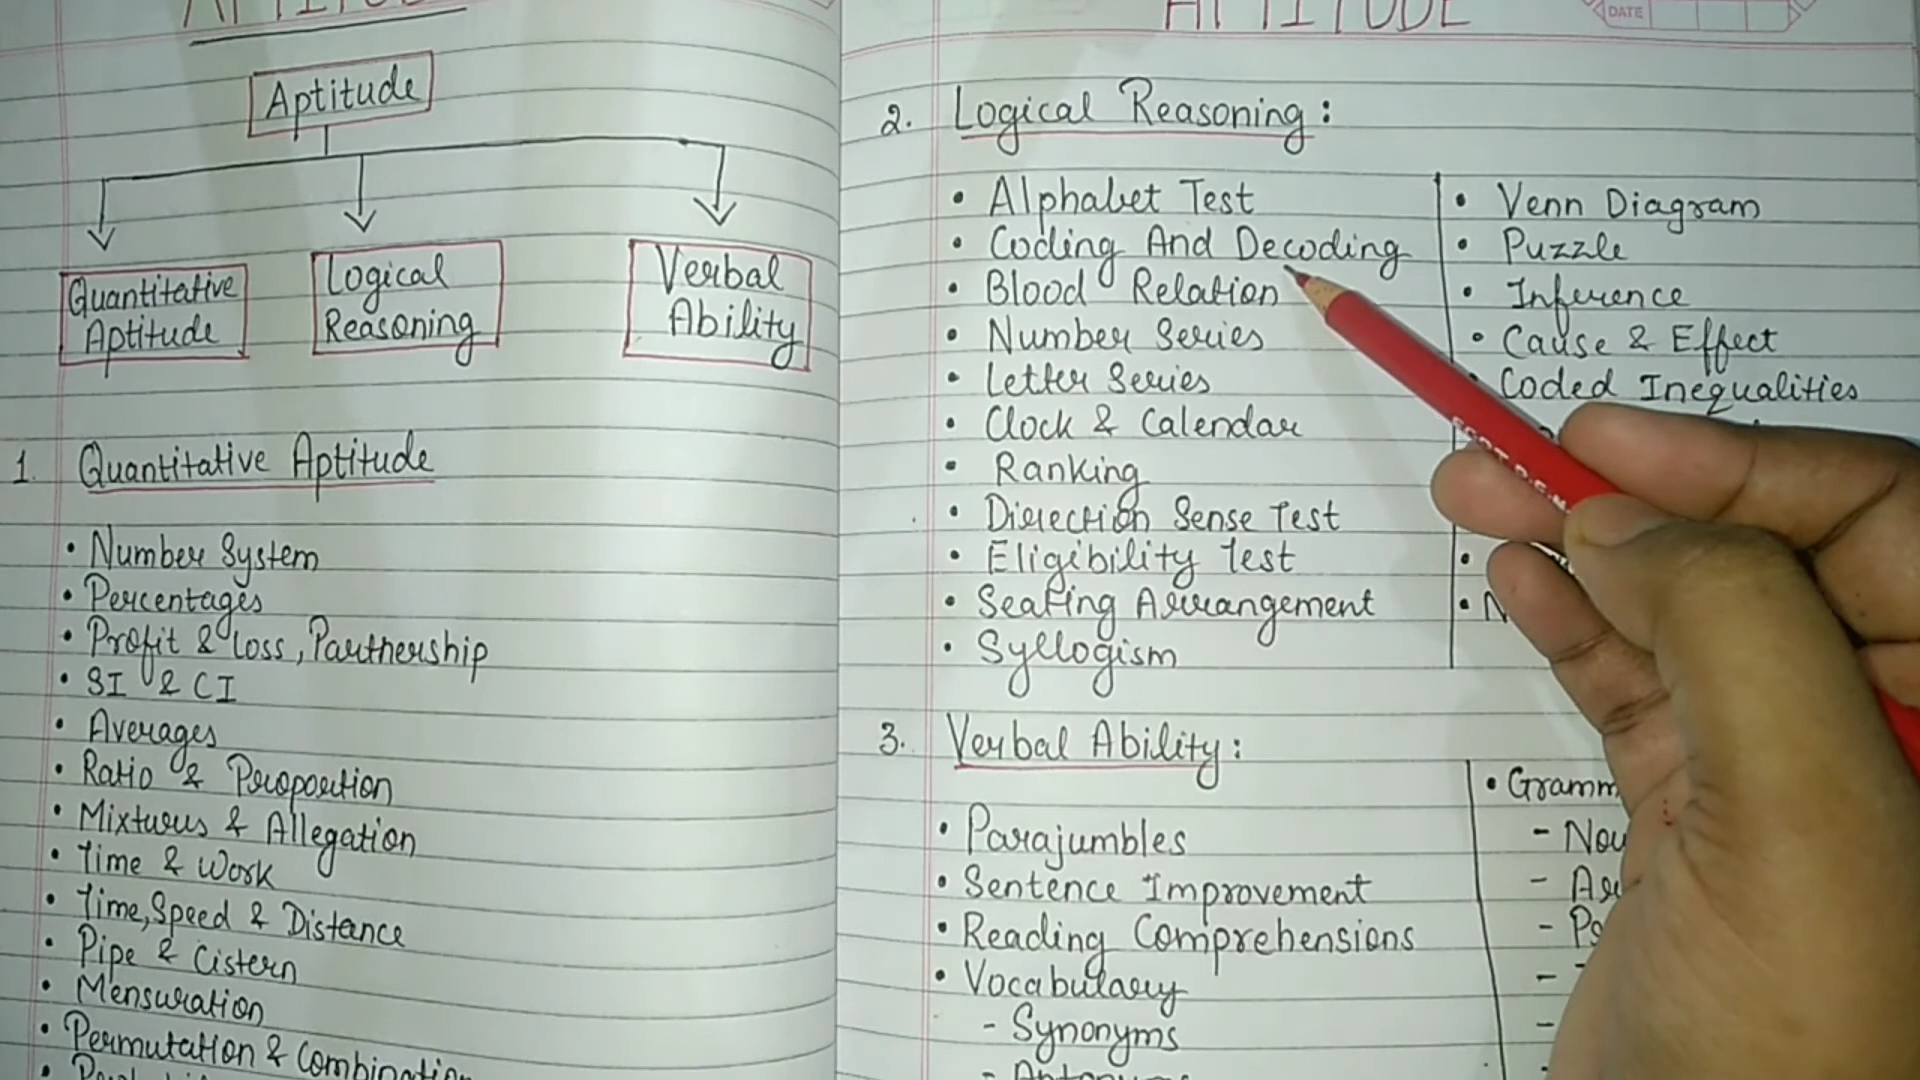 APTITUDE
Aptitude
Quantitative
Aptitude
Logical
Reasoning
Verbal
Ability
1. Quantitative Aptitude
• Number System
• Percentages
• Profit & Loss, Partnership
• SI & CI
• Averages
• Ratio & Proportion
• Mixtures & Allegation
• Time & Work
• Time, Speed & Distance
• Pipe & Cistern
• Mensuration
• Permutation & Combination
APTITUDE
DATE
2. Logical Reasoning:
• Alphabet Test
• Coding And Decoding
• Blood Relation
• Number Series
• Letter Series
• Clock & Calendar
• Ranking
• Direction Sense Test
• Eligibility Test
• Seating Arrangement
• Syllogism
• Venn Diagram
• Puzzle
• Inference
• Cause & Effect
• Coded Inequalities
3. Verbal Ability:
• Parajumbles
• Sentence Improvement
• Reading Comprehensions
• Vocabulary
- Synonyms
• Gramm
- Nou